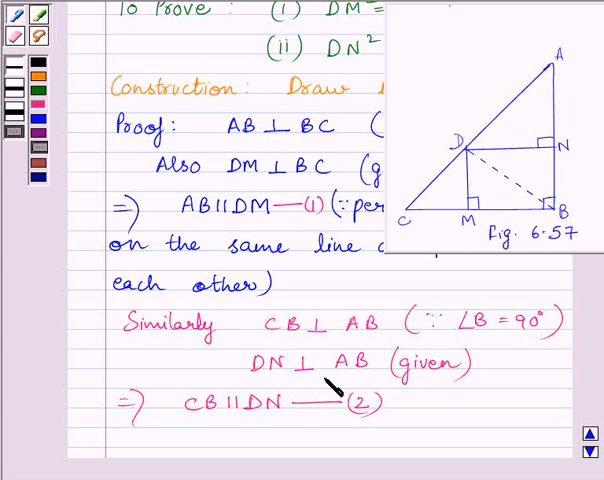 To Prove : (i) DM² =
(ii) DN²
Construction: Draw
Proof: AB ⊥ BC (
Also DM ⊥ BC (g
⇒ AB || DM — (1) (∵ per
on the same line a
each other)
Similarly CB ⊥ AB (∵ ∠B = 90°)
DN ⊥ AB (given)
⇒ CB || DN — (2)
A
D
N
C
M
B
Fig. 6.57